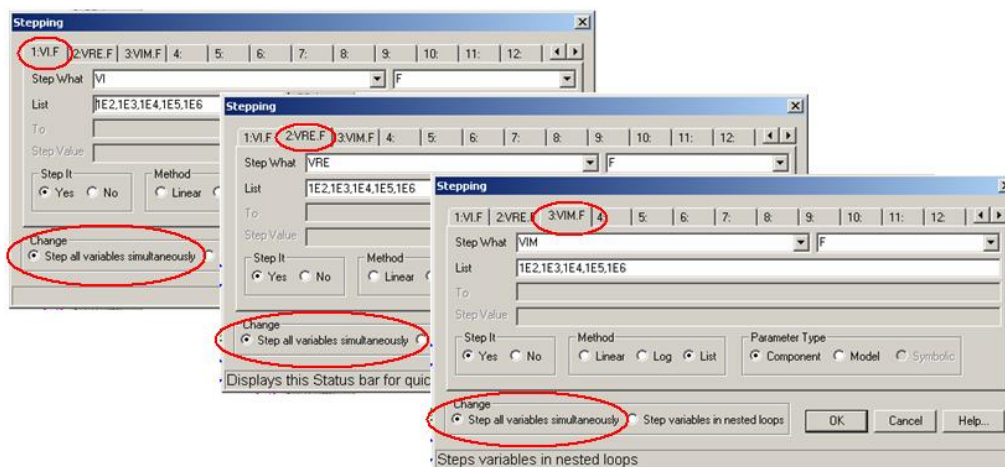 Stepping
1:VI.F 2:VRE.F 3:VIM.F 4: 5: 6: 7: 8: 9: 10: 11: 12:
Step What VI F
List 1E2,1E3,1E4,1E5,1E6
To
Step Value
Step It Method
Yes No Linear
Change
Step all variables simultaneously
Stepping
1:VI.F 2:VRE.F 3:VIM.F 4: 5: 6: 7: 8: 9: 10: 11: 12:
Step What VRE F
List 1E2,1E3,1E4,1E5,1E6
To
Step Value
Step It Method
Yes No Linear
Change
Step all variables simultaneously
Displays this Status bar for quic
Stepping
1:VI.F 2:VRE.F 3:VIM.F 4: 5: 6: 7: 8: 9: 10: 11: 12:
Step What VIM F
List 1E2,1E3,1E4,1E5,1E6
To
Step Value
Step It Method Parameter Type
Yes No Linear Log List Component Model Symbolic
Change
Step all variables simultaneously Step variables in nested loops OK Cancel Help...
Steps variables in nested loops